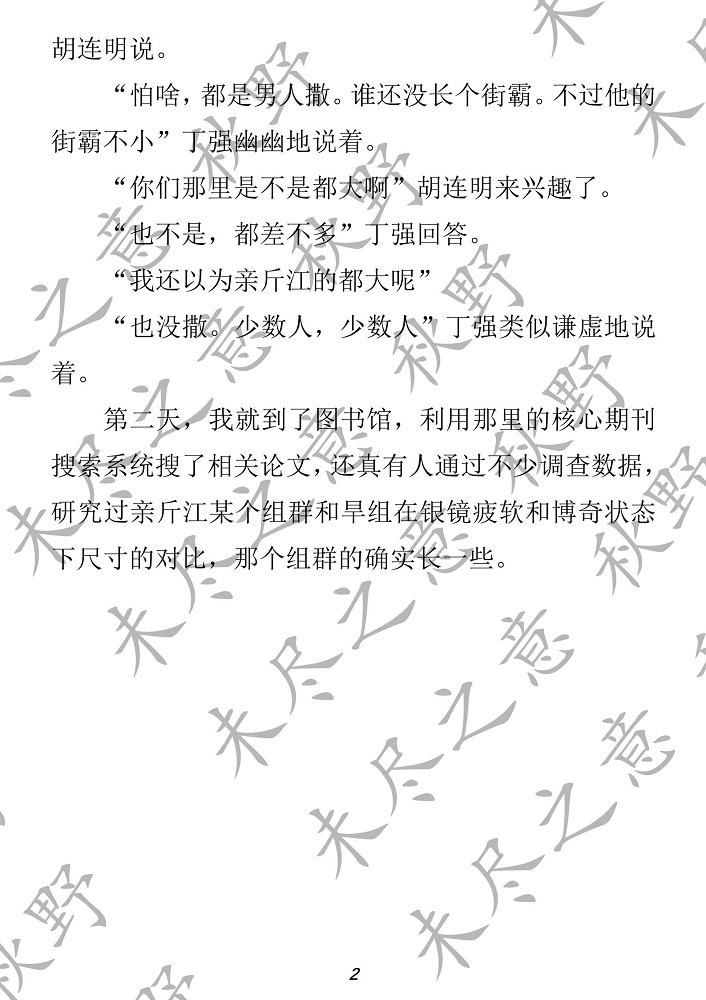 胡连明说。
“怕啥，都是男人撒。谁还没长个街霸。不过他的
街霸不小”丁强幽幽地说着。
“你们那里是不是都大啊”胡连明来兴趣了。
“也不是，都差不多”丁强回答。
“我还以为亲斤江的都大呢”
“也没撒。少数人，少数人”丁强类似谦虚地说
着。
第二天，我就到了图书馆，利用那里的核心期刊
搜索系统搜了相关论文，还真有人通过不少调查数据，
研究过亲斤江某个组群和旱组在银镜疲软和博奇状态
下尺寸的对比，那个组群的确实长一些。
未尽之意 秋野
2